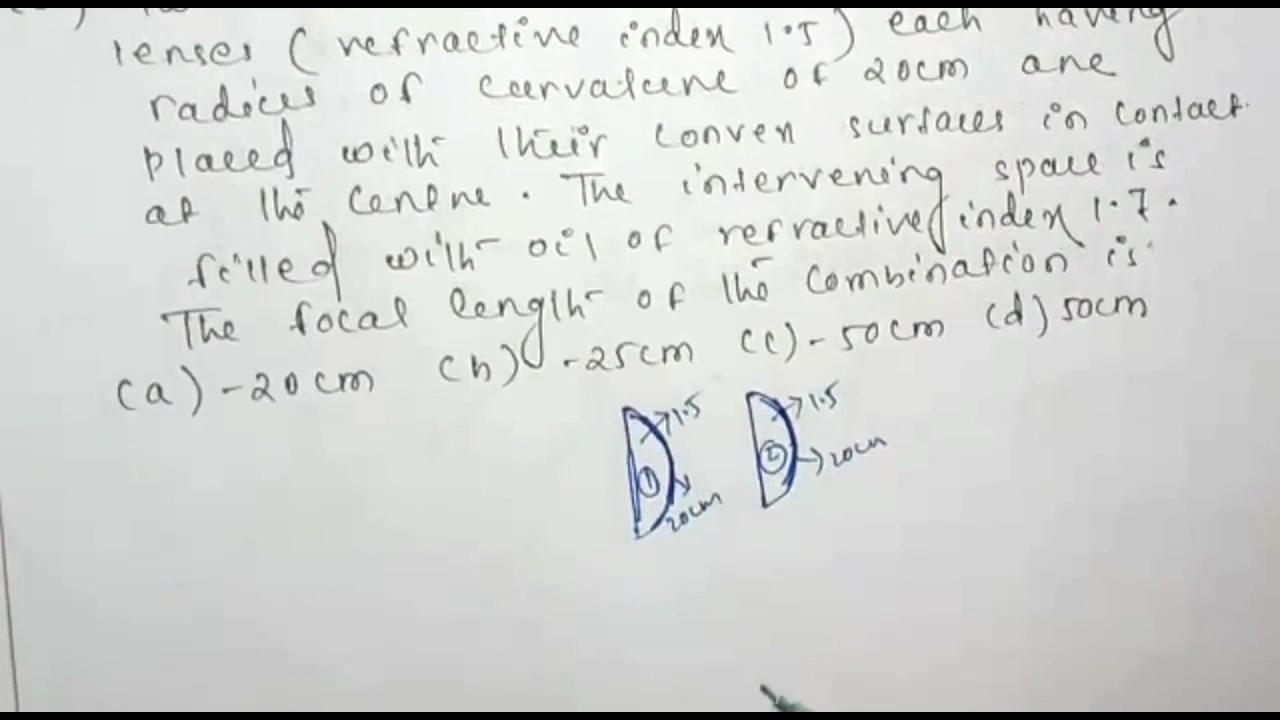 lenses (refractive index 1.5) each having
radius of curvature of 20cm are
placed with their convex surfaces in contact
at the centre. The intervening space is
filled with oil of refractive index 1.7.
The focal length of the combination is
(a) -20cm (b) -25cm (c) -50cm (d) 50cm
1.5 1.5
① ② 20cm
20cm